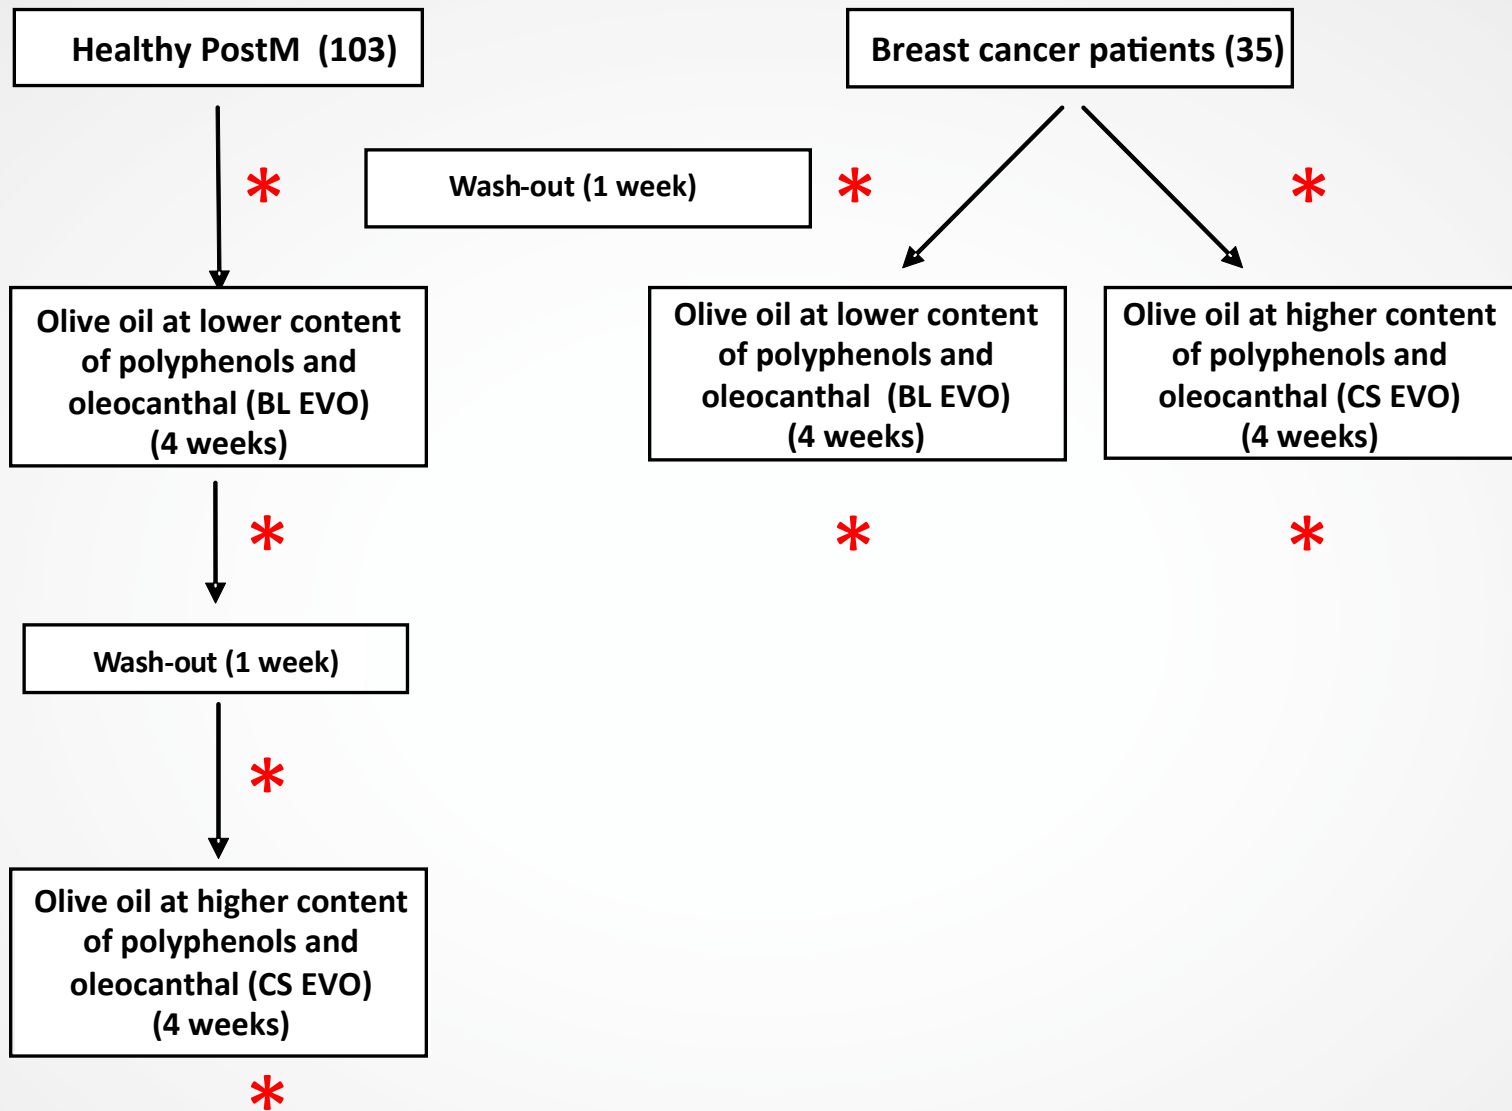 Healthy PostM (103)
Breast cancer patients (35)
*
Wash-out (1 week)
*
*
Olive oil at lower content
of polyphenols and
oleocanthal (BL EVO)
(4 weeks)
Olive oil at lower content
of polyphenols and
oleocanthal (BL EVO)
(4 weeks)
Olive oil at higher content
of polyphenols and
oleocanthal (CS EVO)
(4 weeks)
*
*
*
Wash-out (1 week)
*
Olive oil at higher content
of polyphenols and
oleocanthal (CS EVO)
(4 weeks)
*